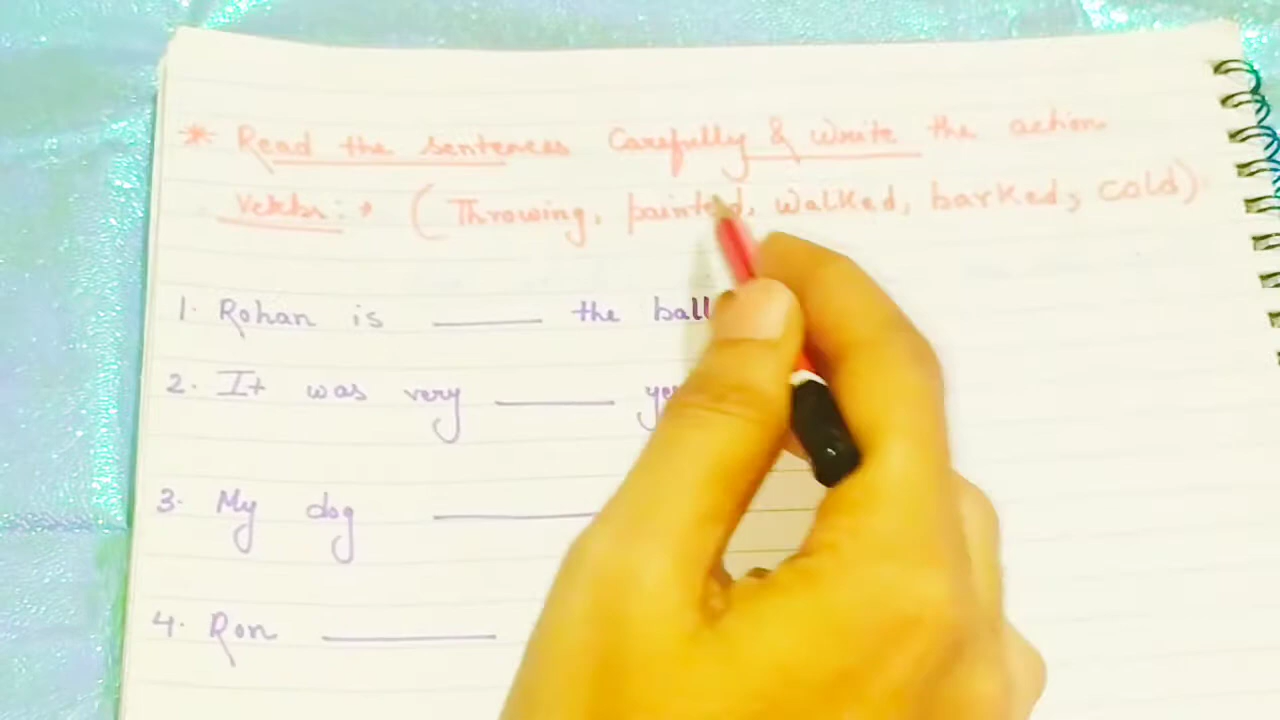 * Read the sentences Carefully & write the action
(Throwing, painted, walked, barked, cold)
1. Rohan is ______ the ball
2. It was very ______
3. My dog ______
4. Ron ______